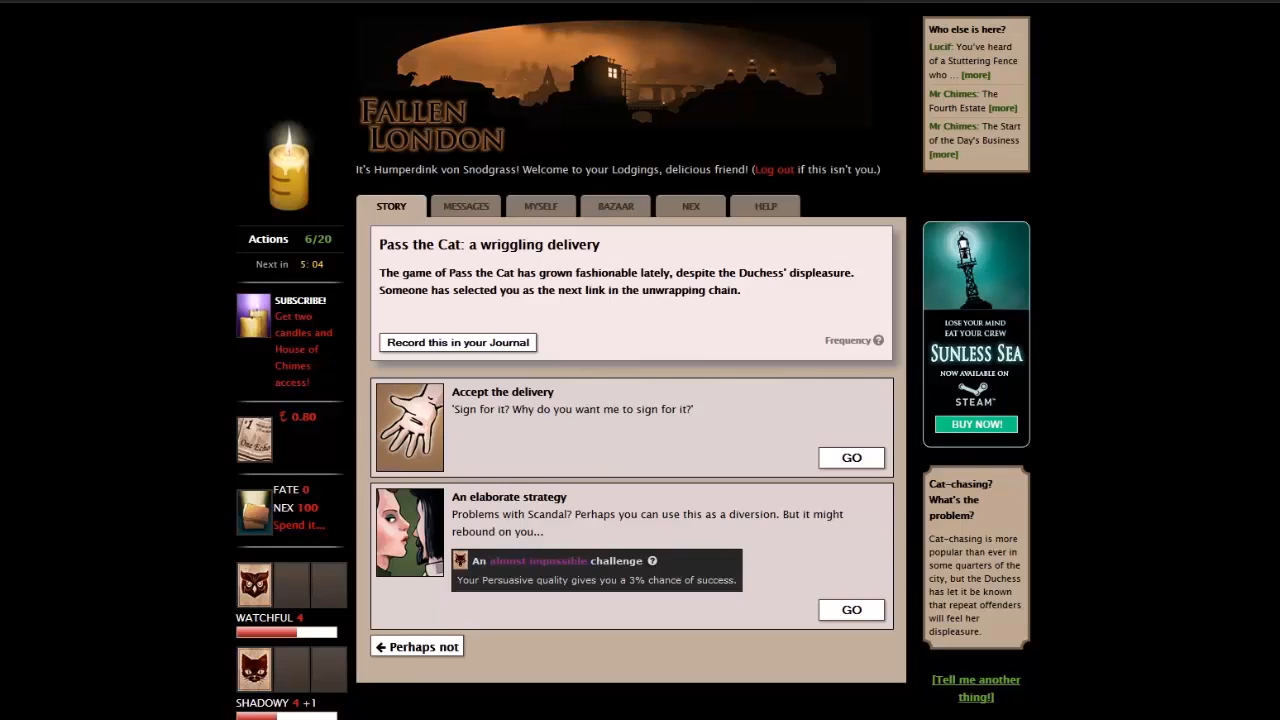 FALLEN
LONDON
It's Humperdink von Snodgrass! Welcome to your Lodgings, delicious friend! (Log out if this isn't you.)
Actions 6/20
Next in 5: 04
SUBSCRIBE!
Get two
candles and
House of
Chimes
access!
£ 0.80
#1
One Echo
FATE 0
NEX 100
Spend it...
WATCHFUL 4
SHADOWY 4 +1
STORY
MESSAGES
MYSELF
BAZAAR
NEX
HELP
Pass the Cat: a wriggling delivery
The game of Pass the Cat has grown fashionable lately, despite the Duchess' displeasure.
Someone has selected you as the next link in the unwrapping chain.
Record this in your Journal
Frequency ?
Accept the delivery
'Sign for it? Why do you want me to sign for it?'
GO
An elaborate strategy
Problems with Scandal? Perhaps you can use this as a diversion. But it might
rebound on you...
An almost impossible challenge ?
Your Persuasive quality gives you a 3% chance of success.
GO
Perhaps not
Who else is here?
Lucif: You've heard
of a Stuttering Fence
who ... [more]
Mr Chimes: The
Fourth Estate [more]
Mr Chimes: The Start
of the Day's Business
[more]
LOSE YOUR MIND
EAT YOUR CREW
SUNLESS SEA
NOW AVAILABLE ON
STEAM™
BUY NOW!
Cat-chasing?
What's the
problem?
Cat-chasing is more
popular than ever in
some quarters of the
city, but the Duchess
has let it be known
that repeat offenders
will feel her
displeasure.
[Tell me another
thing!]